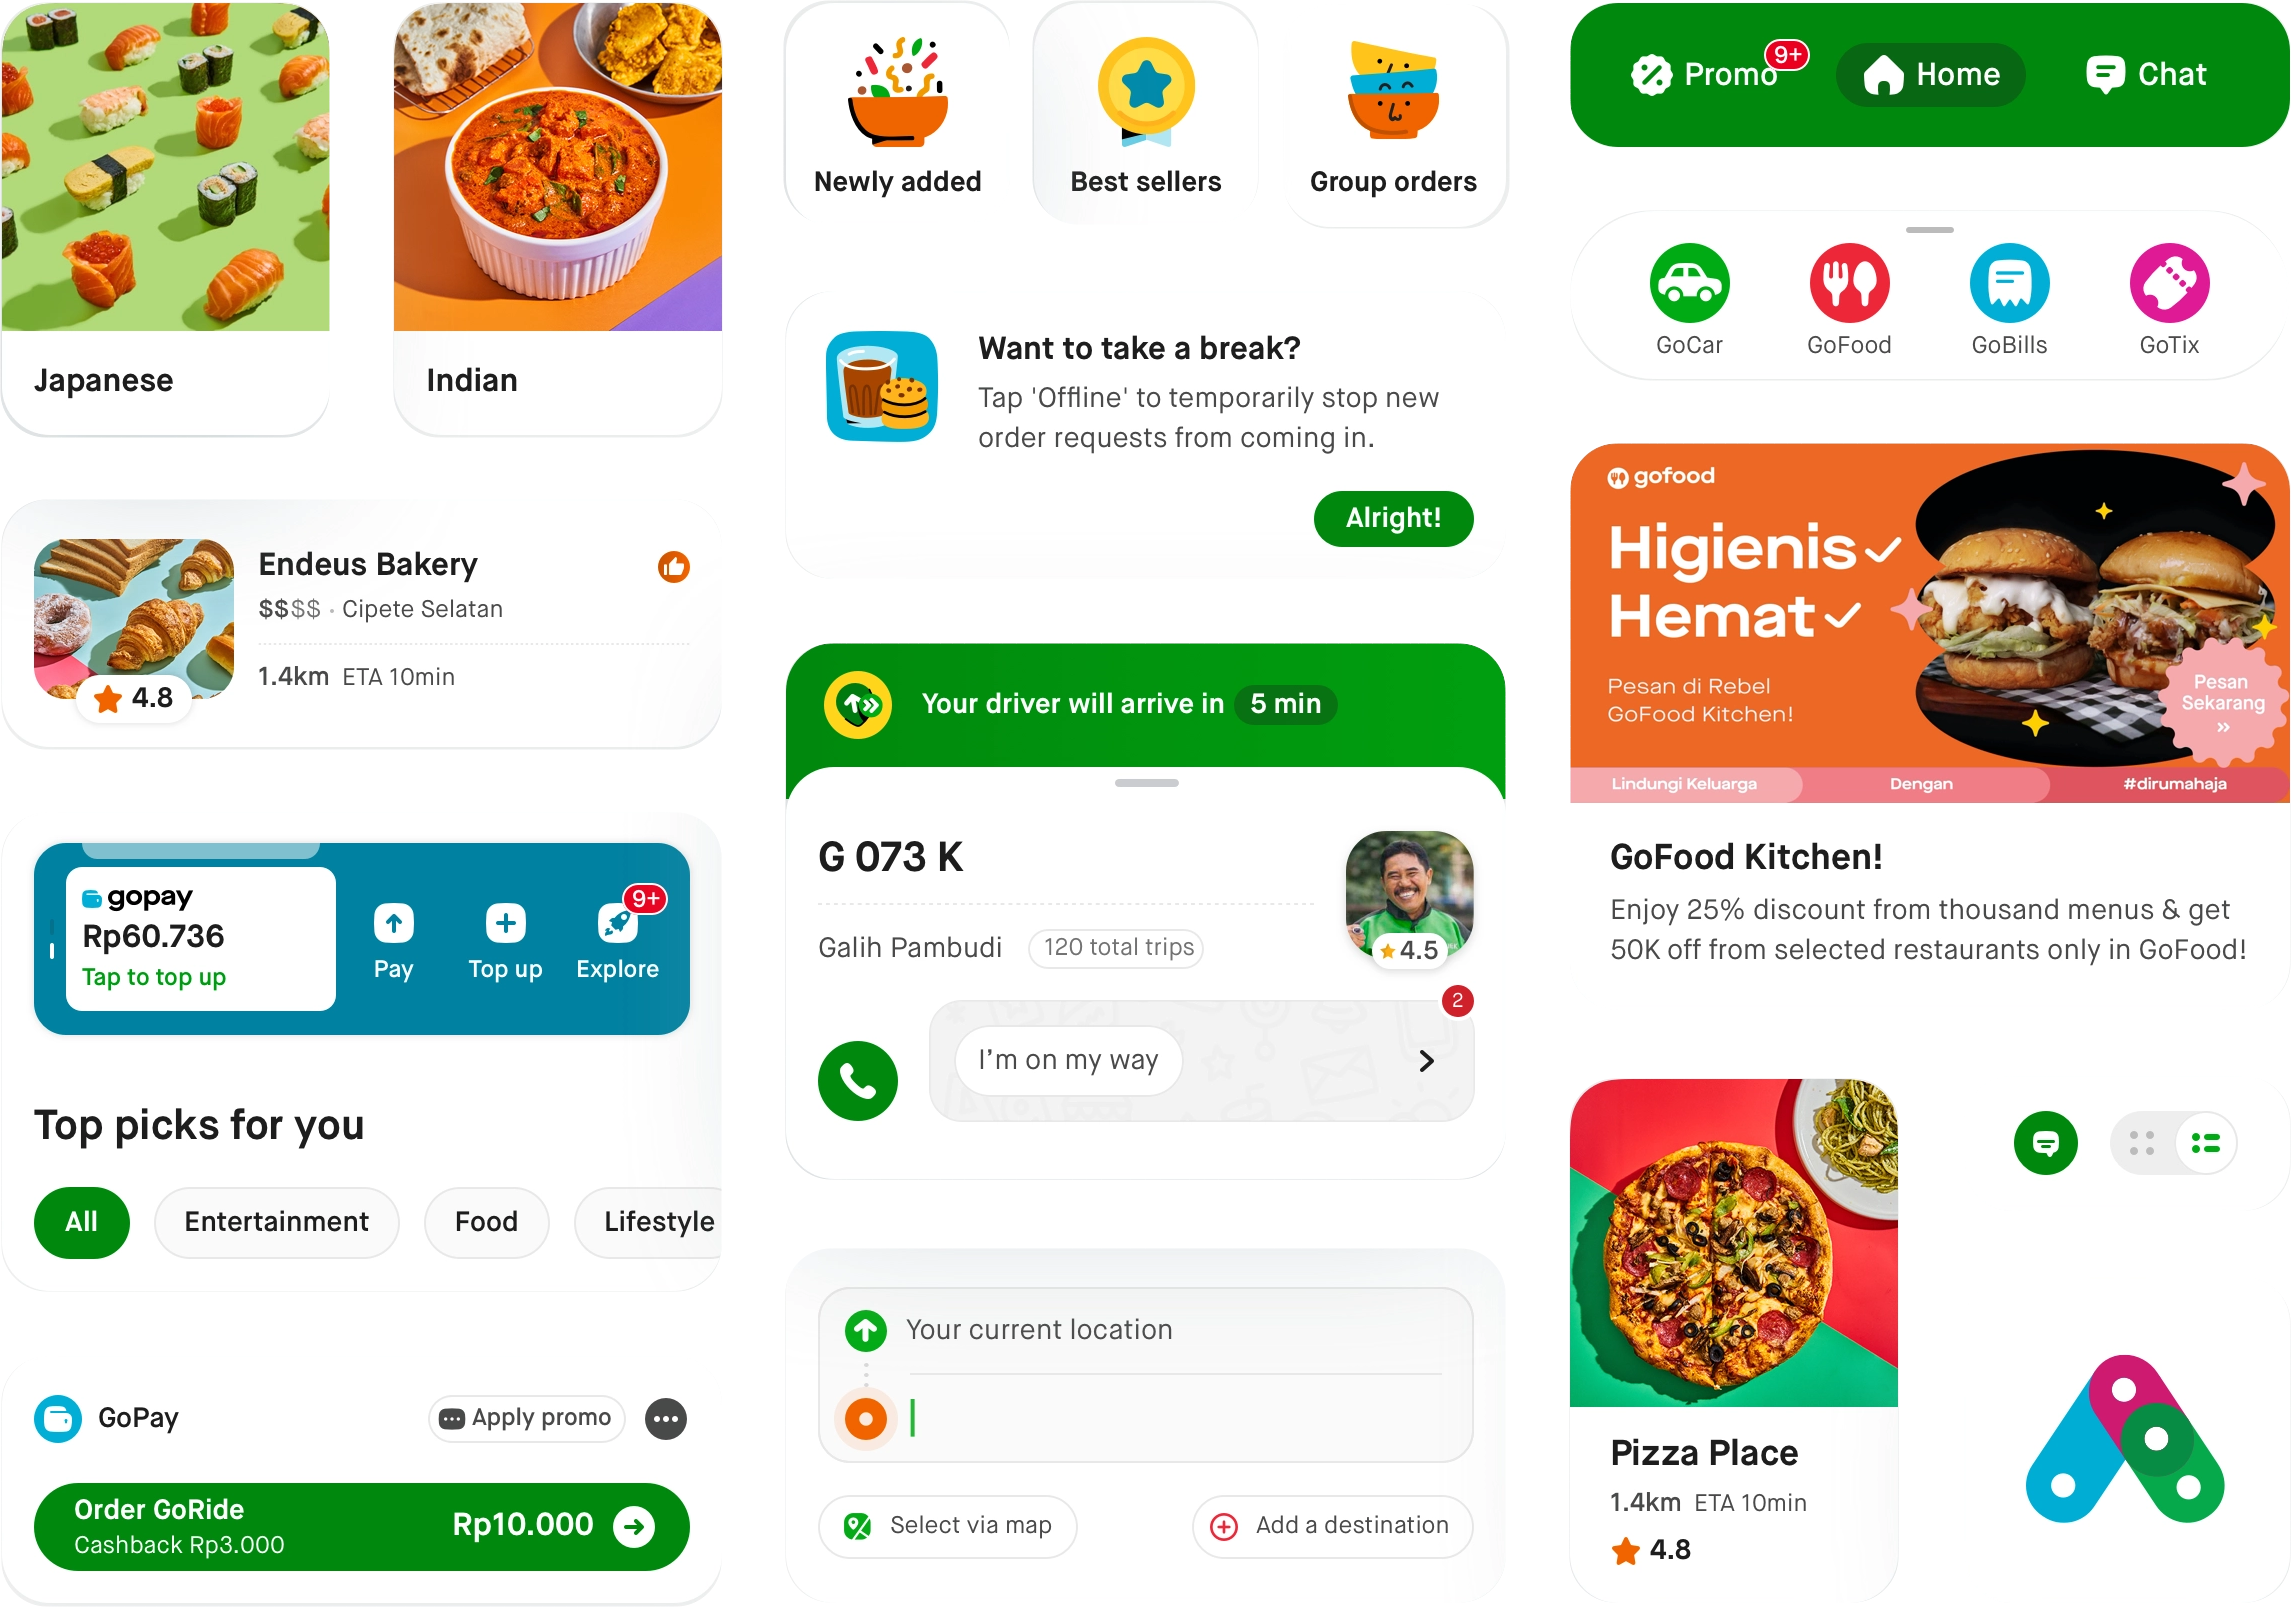 Japanese
Indian
Endeus Bakery
$$$$ · Cipete Selatan
1.4km ETA 10min
4.8
gopay
Rp60.736
Tap to top up
Pay
Top up
9+
Explore
Top picks for you
All
Entertainment
Food
Lifestyle
GoPay
Apply promo
Order GoRide
Cashback Rp3.000
Rp10.000
Newly added
Best sellers
Group orders
Want to take a break?
Tap 'Offline' to temporarily stop new
order requests from coming in.
Alright!
Your driver will arrive in 5 min
G 073 K
Galih Pambudi
120 total trips
4.5
2
I’m on my way
Your current location
Select via map
Add a destination
Promo
9+
Home
Chat
GoCar
GoFood
GoBills
GoTix
gofood
Higienis
Hemat
Pesan di Rebel
GoFood Kitchen!
Pesan
Sekarang
»
Lindungi Keluarga
Dengan
#dirumahaja
GoFood Kitchen!
Enjoy 25% discount from thousand menus & get
50K off from selected restaurants only in GoFood!
Pizza Place
1.4km ETA 10min
4.8